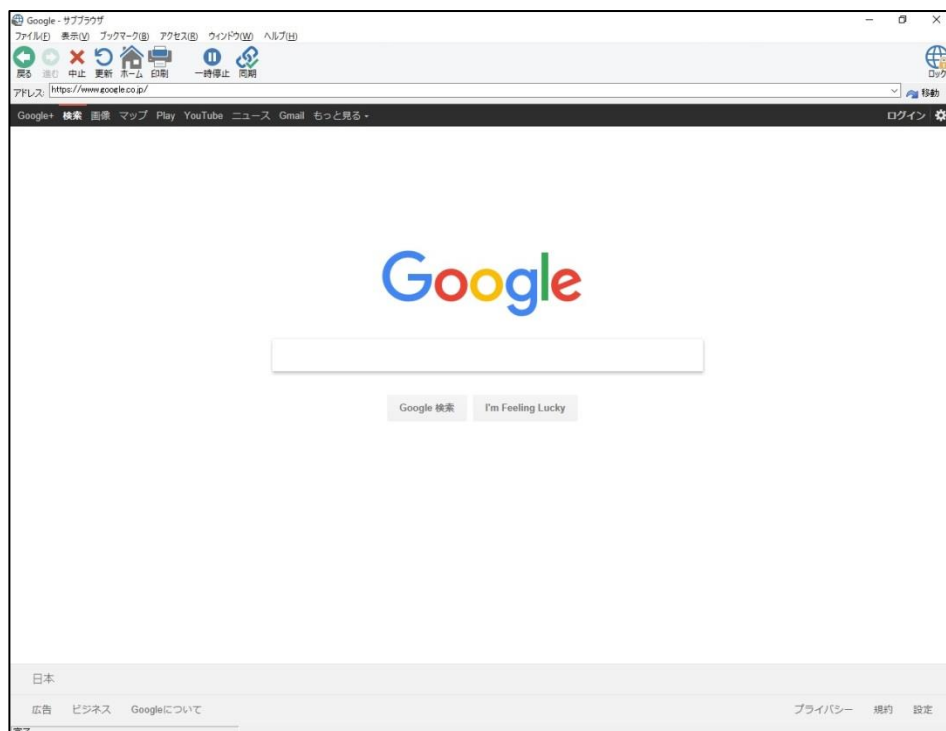 Google - サブブラウザ
ファイル(F) 表示(V) ブックマーク(B) アクセス(R) ウィンドウ(W) ヘルプ(H)
戻る 進む 中止 更新 ホーム 印刷 一時停止 同期 ロック
アドレス: https://www.google.co.jp/ 移動
Google+ 検索 画像 マップ Play YouTube ニュース Gmail もっと見る ログイン
Google
Google 検索 I'm Feeling Lucky
日本
広告 ビジネス Googleについて プライバシー 規約 設定
完了